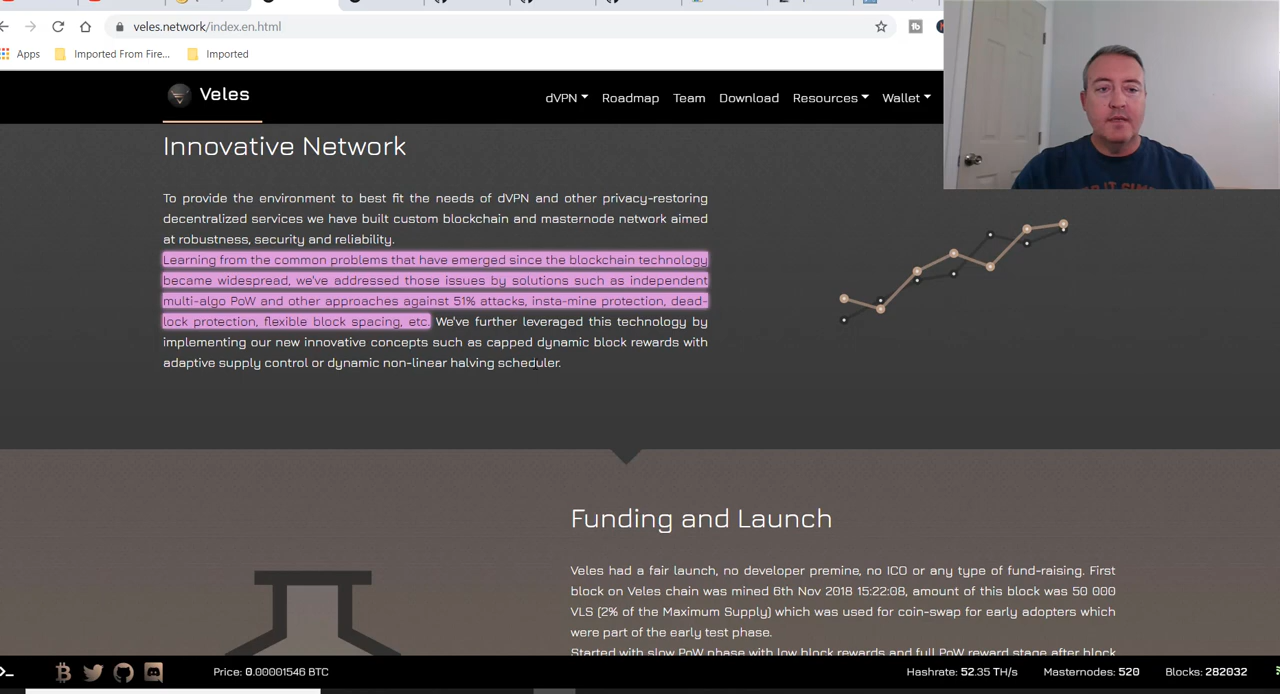 veles.network/index.en.html
Apps
Imported From Fire...
Imported
Veles
dVPN
Roadmap
Team
Download
Resources
Wallet
Innovative Network
To provide the environment to best fit the needs of dVPN and other privacy-restoring
decentralized services we have built custom blockchain and masternode network aimed
at robustness, security and reliability.
Learning from the common problems that have emerged since the blockchain technology
became widespread, we've addressed those issues by solutions such as independent
multi-algo PoW and other approaches against 51% attacks, insta-mine protection, dead-
lock protection, flexible block spacing, etc. We've further leveraged this technology by
implementing our new innovative concepts such as capped dynamic block rewards with
adaptive supply control or dynamic non-linear halving scheduler.
Funding and Launch
Veles had a fair launch, no developer premine, no ICO or any type of fund-raising. First
block on Veles chain was mined 6th Nov 2018 15:22:08, amount of this block was 50 000
VLS (2% of the Maximum Supply) which was used for coin-swap for early adopters which
were part of the early test phase.
Started with slow PoW phase with low block rewards and full PoW reward stage after block
Price: 0.00001546 BTC
Hashrate: 52.35 TH/s
Masternodes: 520
Blocks: 282032